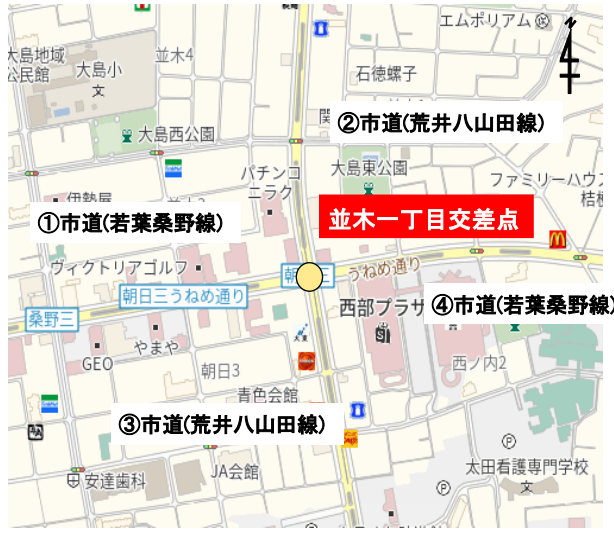 エムポリアム
大島地域
公民館
大島小
文
並木4
石徳螺子
②市道(荒井八山田線)
大島西公園
パチンコ
ニラク
大島東公園
ファミリーハウス
伊勢屋
①市道(若葉桑野線)
並木一丁目交差点
ヴィクトリアゴルフ
うねめ通り
朝日三うねめ通り
桑野三
西部プラザ
④市道(若葉桑野線)
GEO
やまや
大東
朝日3
西ノ内2
青色会館
③市道(荒井八山田線)
JA会館
安達歯科
太田看護専門学校
文